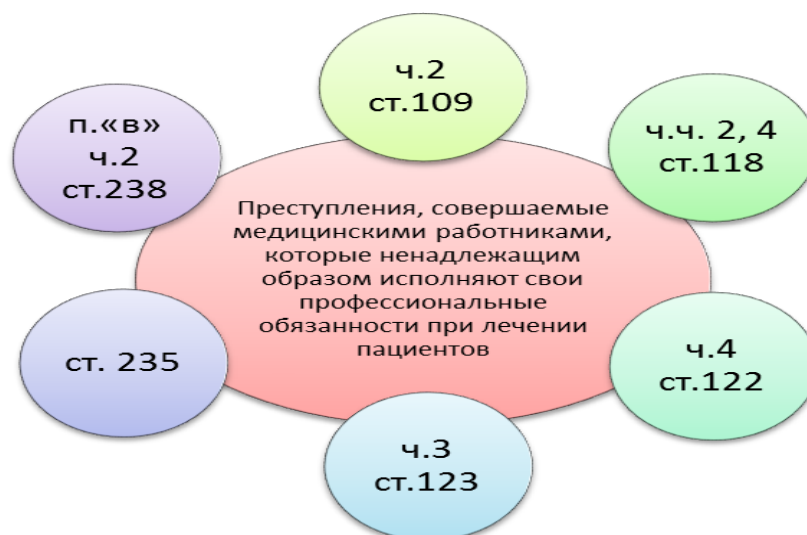 ч.2
ст.109
ч.ч. 2, 4
ст.118
ч.4
ст.122
ч.3
ст.123
ст. 235
п.«в»
ч.2
ст.238
Преступления, совершаемые
медицинскими работниками,
которые ненадлежащим
образом исполняют свои
профессиональные
обязанности при лечении
пациентов